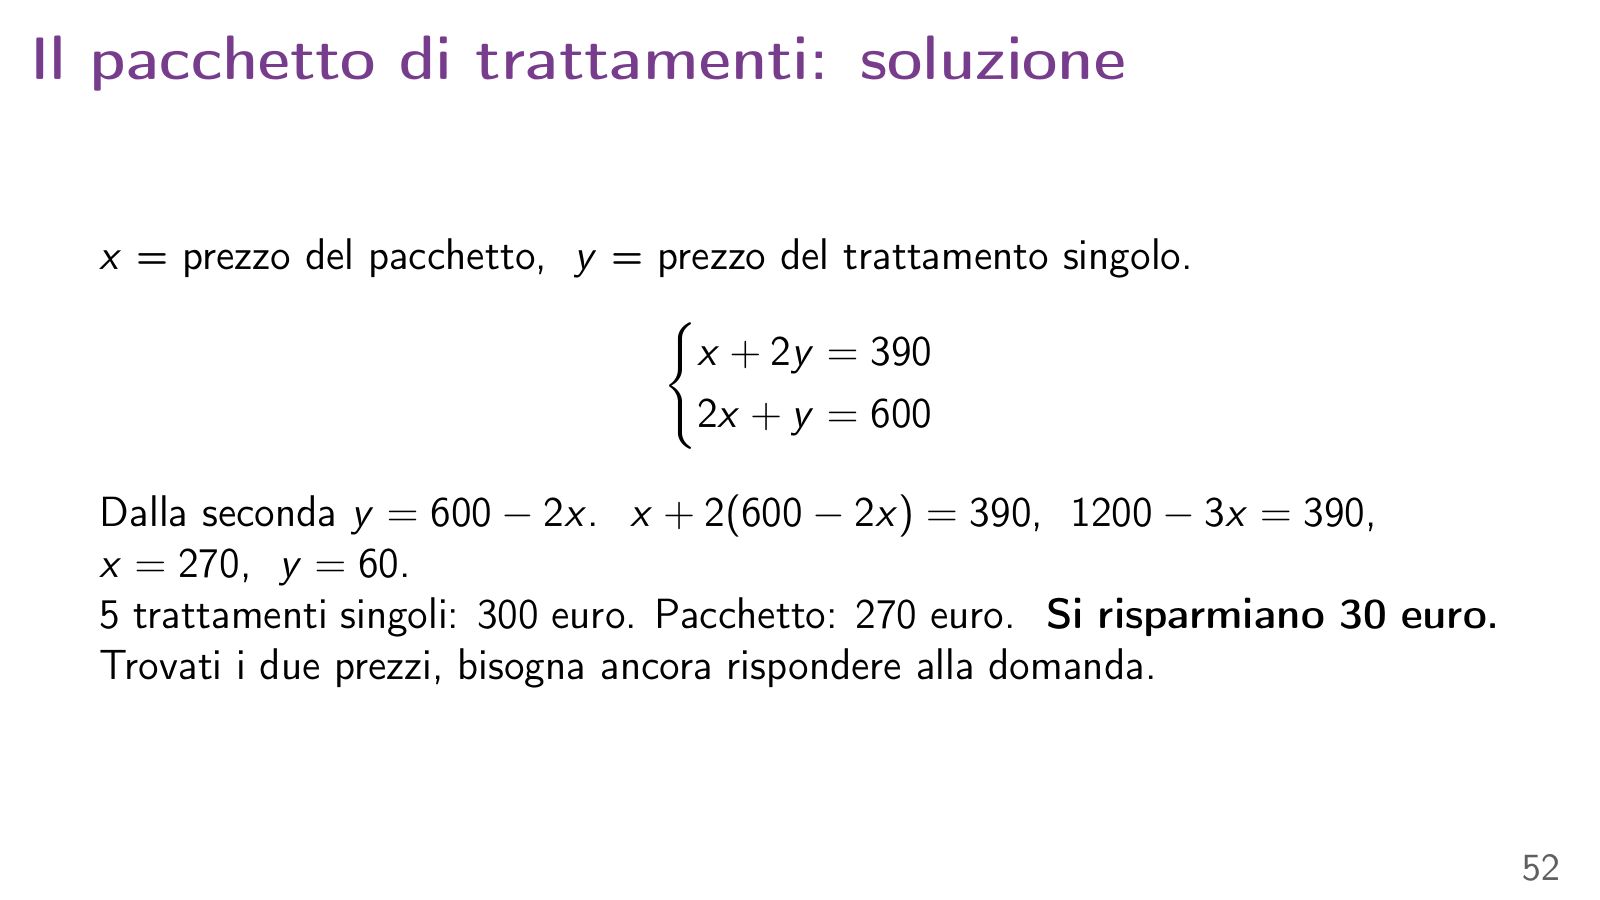 Il pacchetto di trattamenti: soluzione
x = prezzo del pacchetto, y = prezzo del trattamento singolo.
x + 2y = 390
2x + y = 600
Dalla seconda y = 600 − 2x. x + 2(600 − 2x) = 390, 1200 − 3x = 390,
x = 270, y = 60.
5 trattamenti singoli: 300 euro. Pacchetto: 270 euro. Si risparmiano 30 euro.
Trovati i due prezzi, bisogna ancora rispondere alla domanda.
52